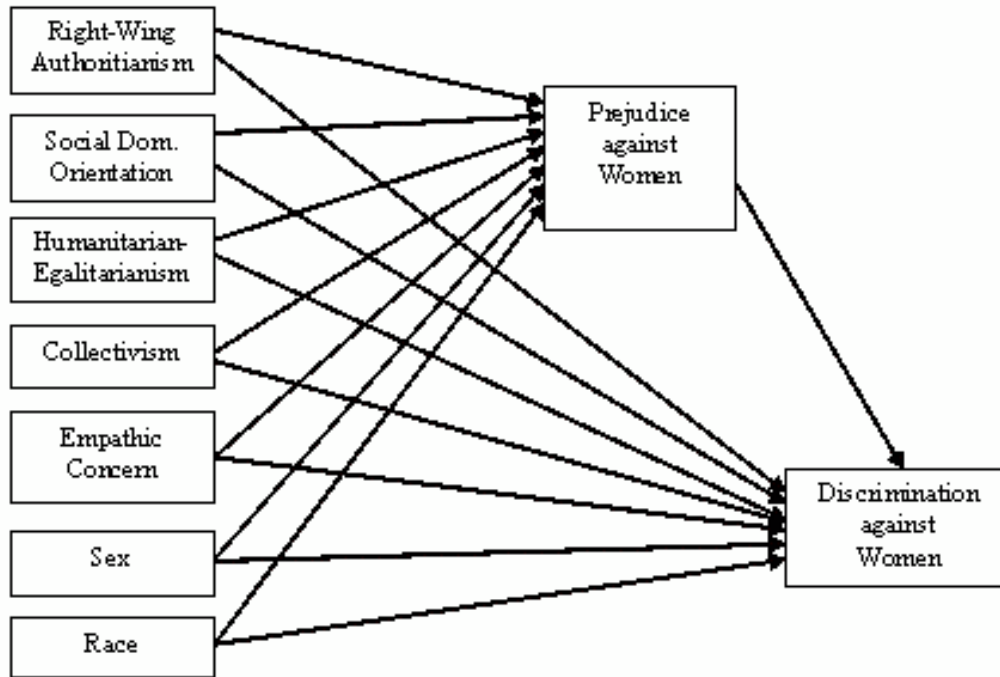 Right-Wing
Authoritianism
Social Dom.
Orientation
Humanitarian-
Egalitarianism
Collectivism
Empathic
Concern
Sex
Race
Prejudice
against
Women
Discrimination
against
Women